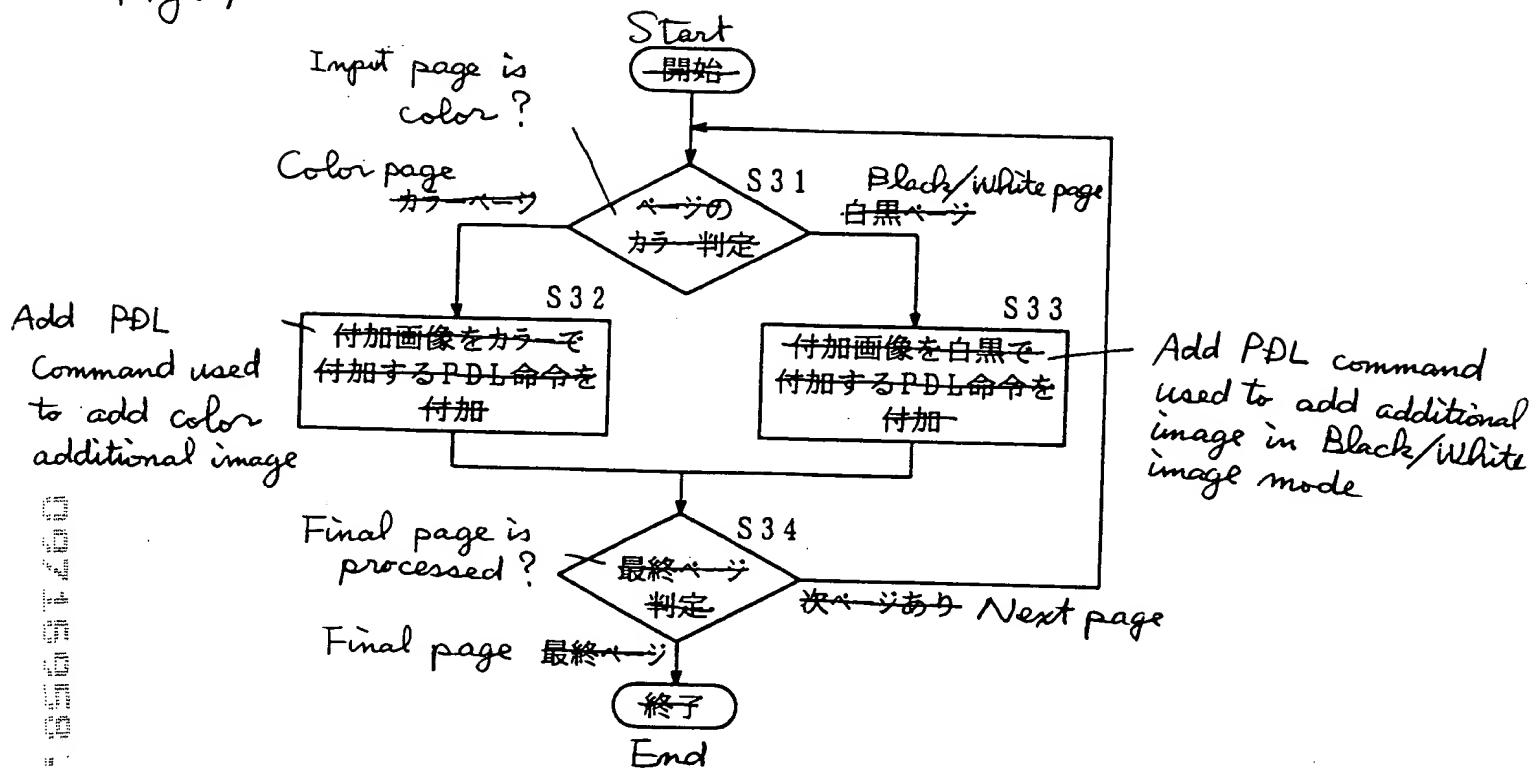 Start
開始
Input page is
color?
Color page
カラーページ
S31
ページの
カラー判定
Black/White page
白黒ページ
S32
付加画像をカラーで
付加するPDL命令を
付加
Add PDL
Command used
to add color
additional image
S33
付加画像を白黒で
付加するPDL命令を
付加
Add PDL command
used to add additional
image in Black/White
image mode
Final page is
processed?
S34
最終ページ
判定
次ページあり Next page
Final page 最終ページ
終了
End